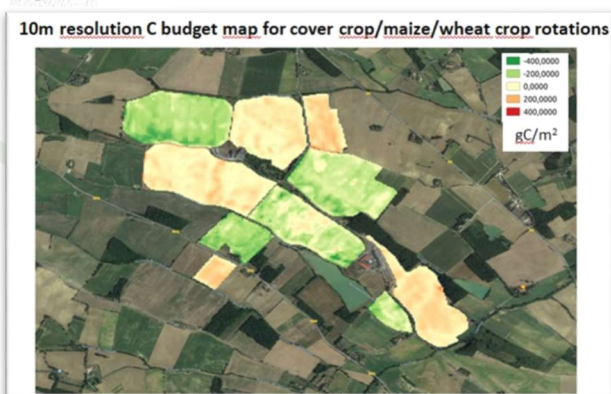 10m resolution C budget map for cover crop/maize/wheat crop rotations
-400,0000
-200,0000
0,0000
200,0000
400,0000
gC/m²